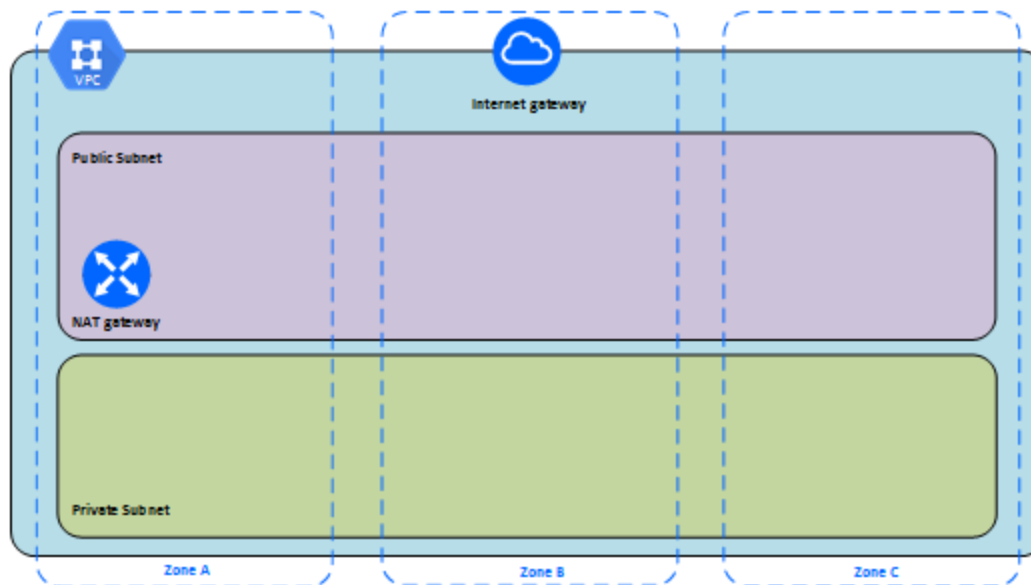 VPC
Internet gateway
Public Subnet
NAT gateway
Private Subnet
Zone A
Zone B
Zone C